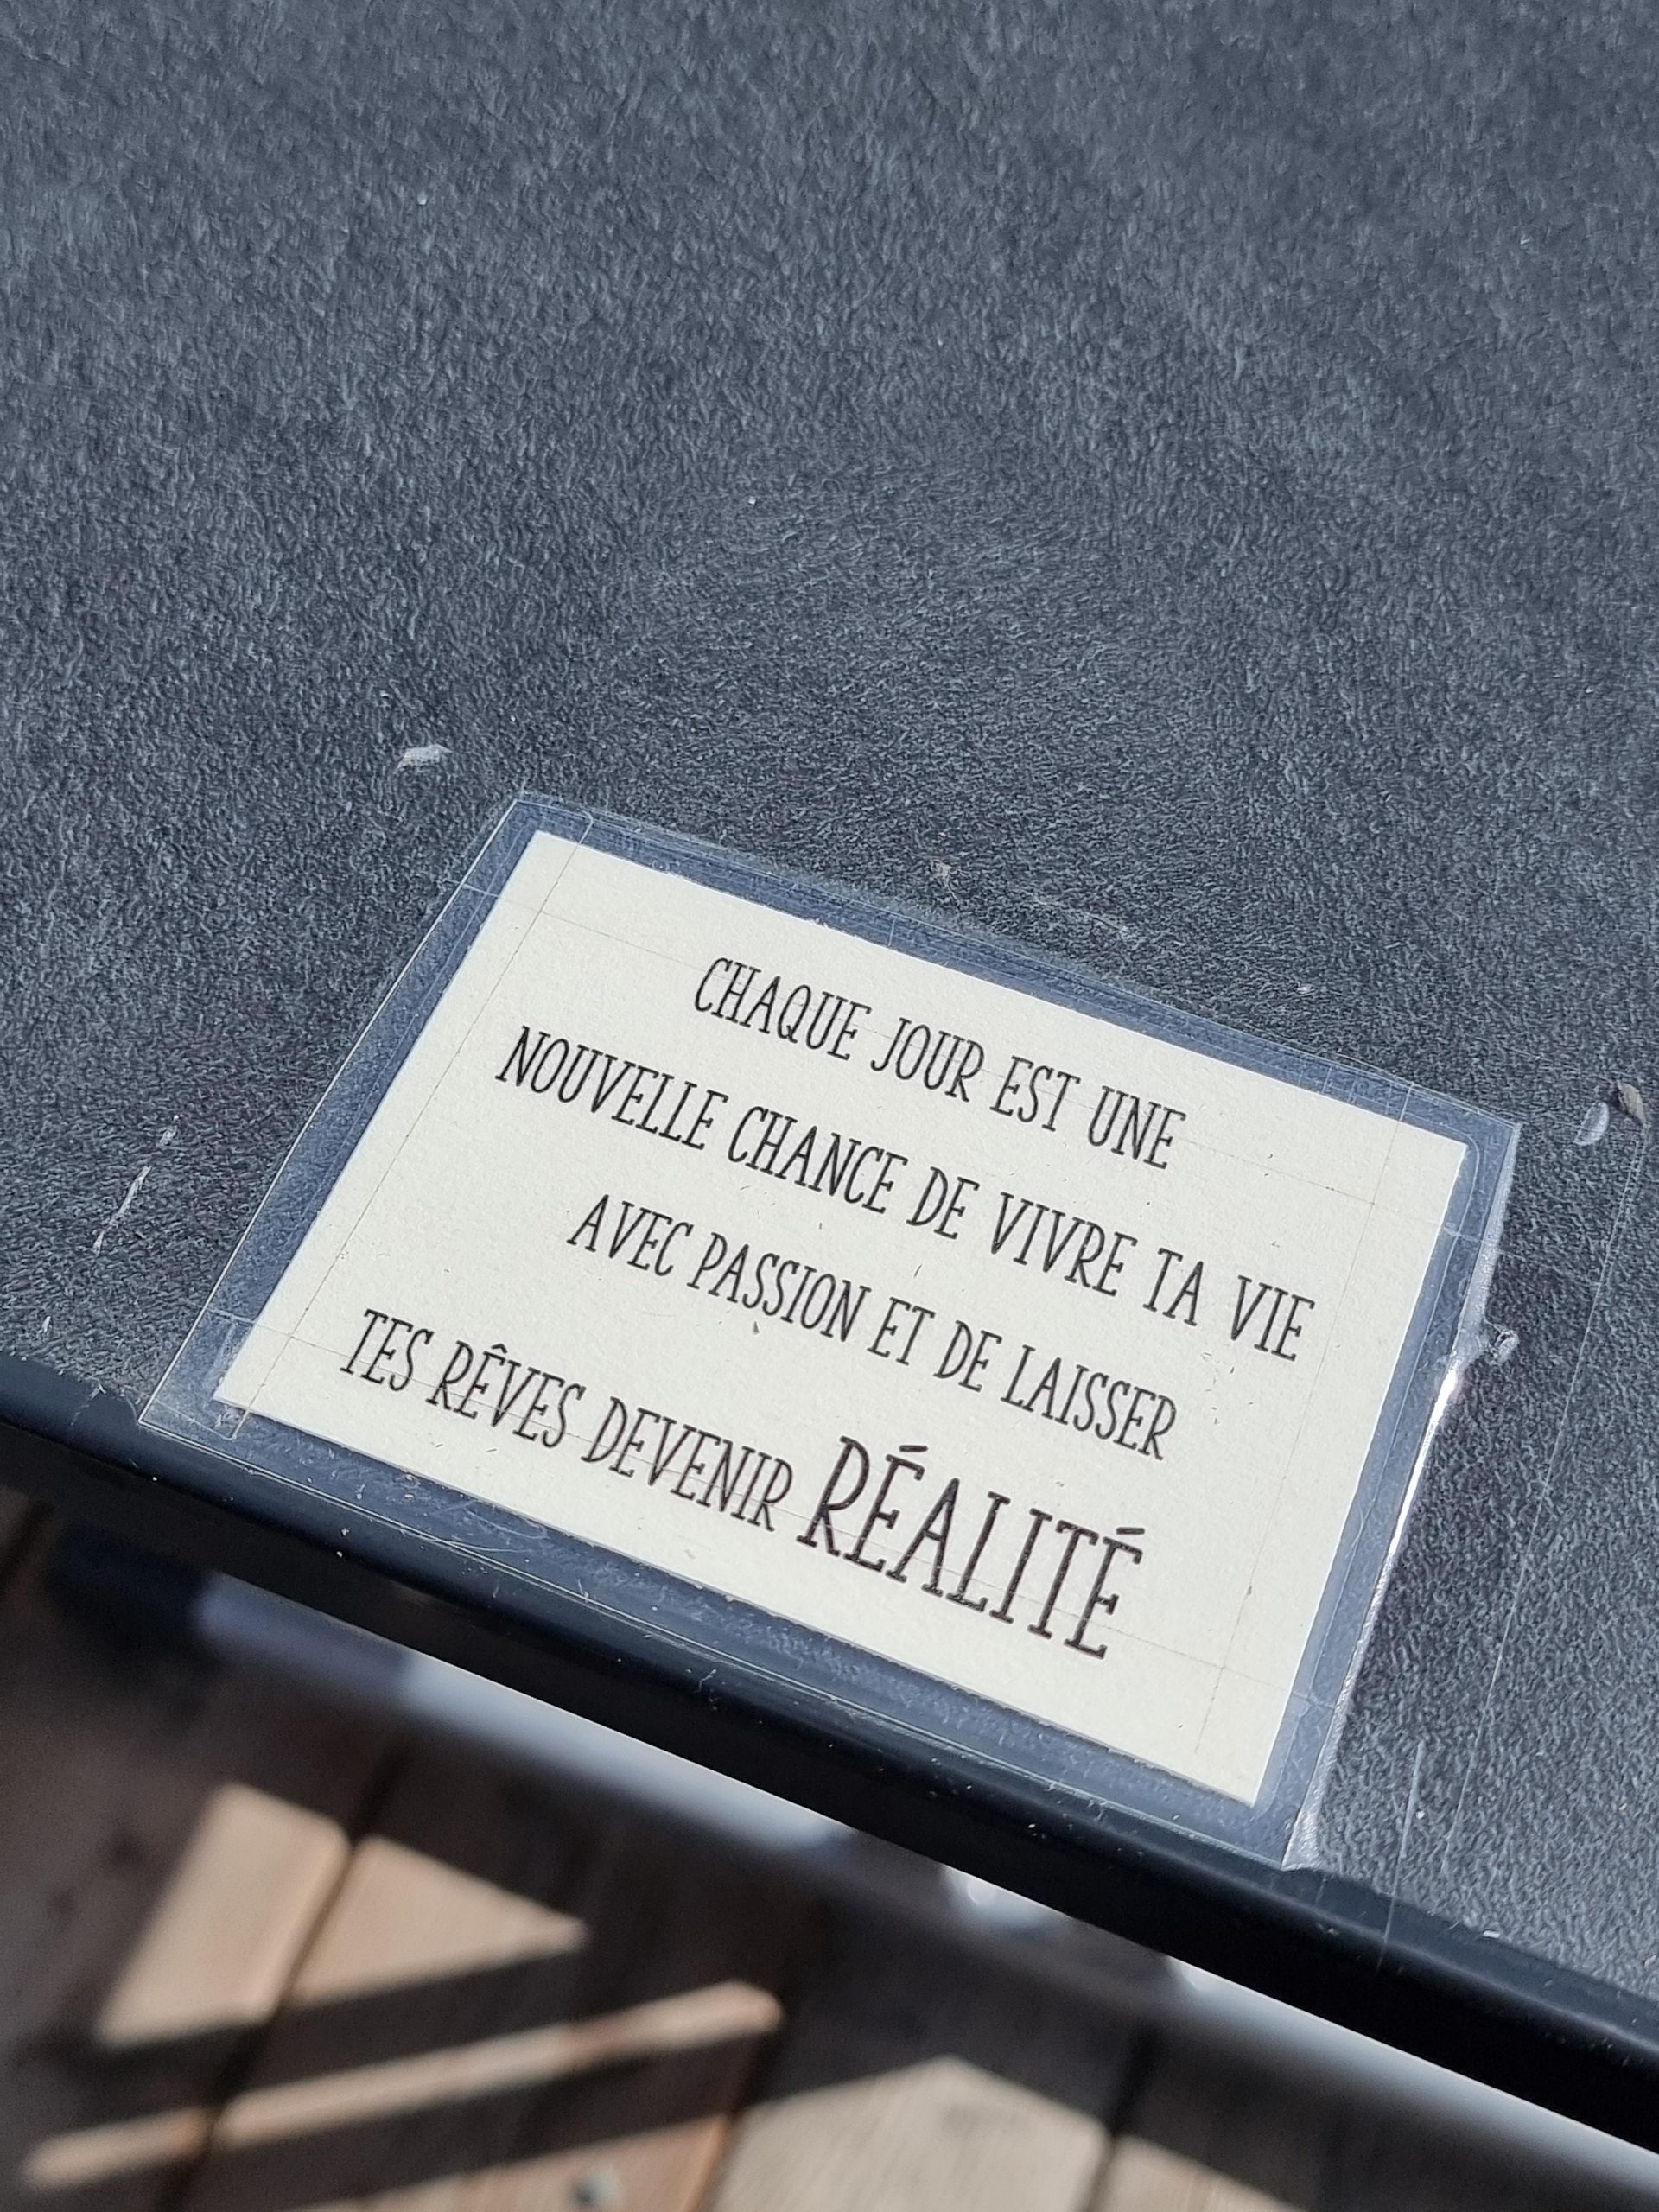 CHAQUE JOUR EST UNE
NOUVELLE CHANCE DE VIVRE TA VIE
AVEC PASSION ET DE LAISSER
TES RÊVES DEVENIR RÉALITÉ